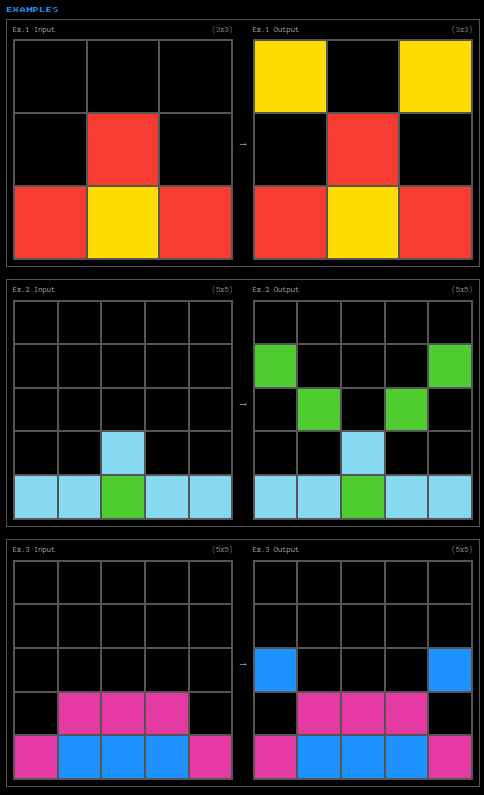 EXAMPLES
Ex.1 Input (3x3) Ex.1 Output (3x3)
→
Ex.2 Input (5x5) Ex.2 Output (5x5)
→
Ex.3 Input (5x5) Ex.3 Output (5x5)
→